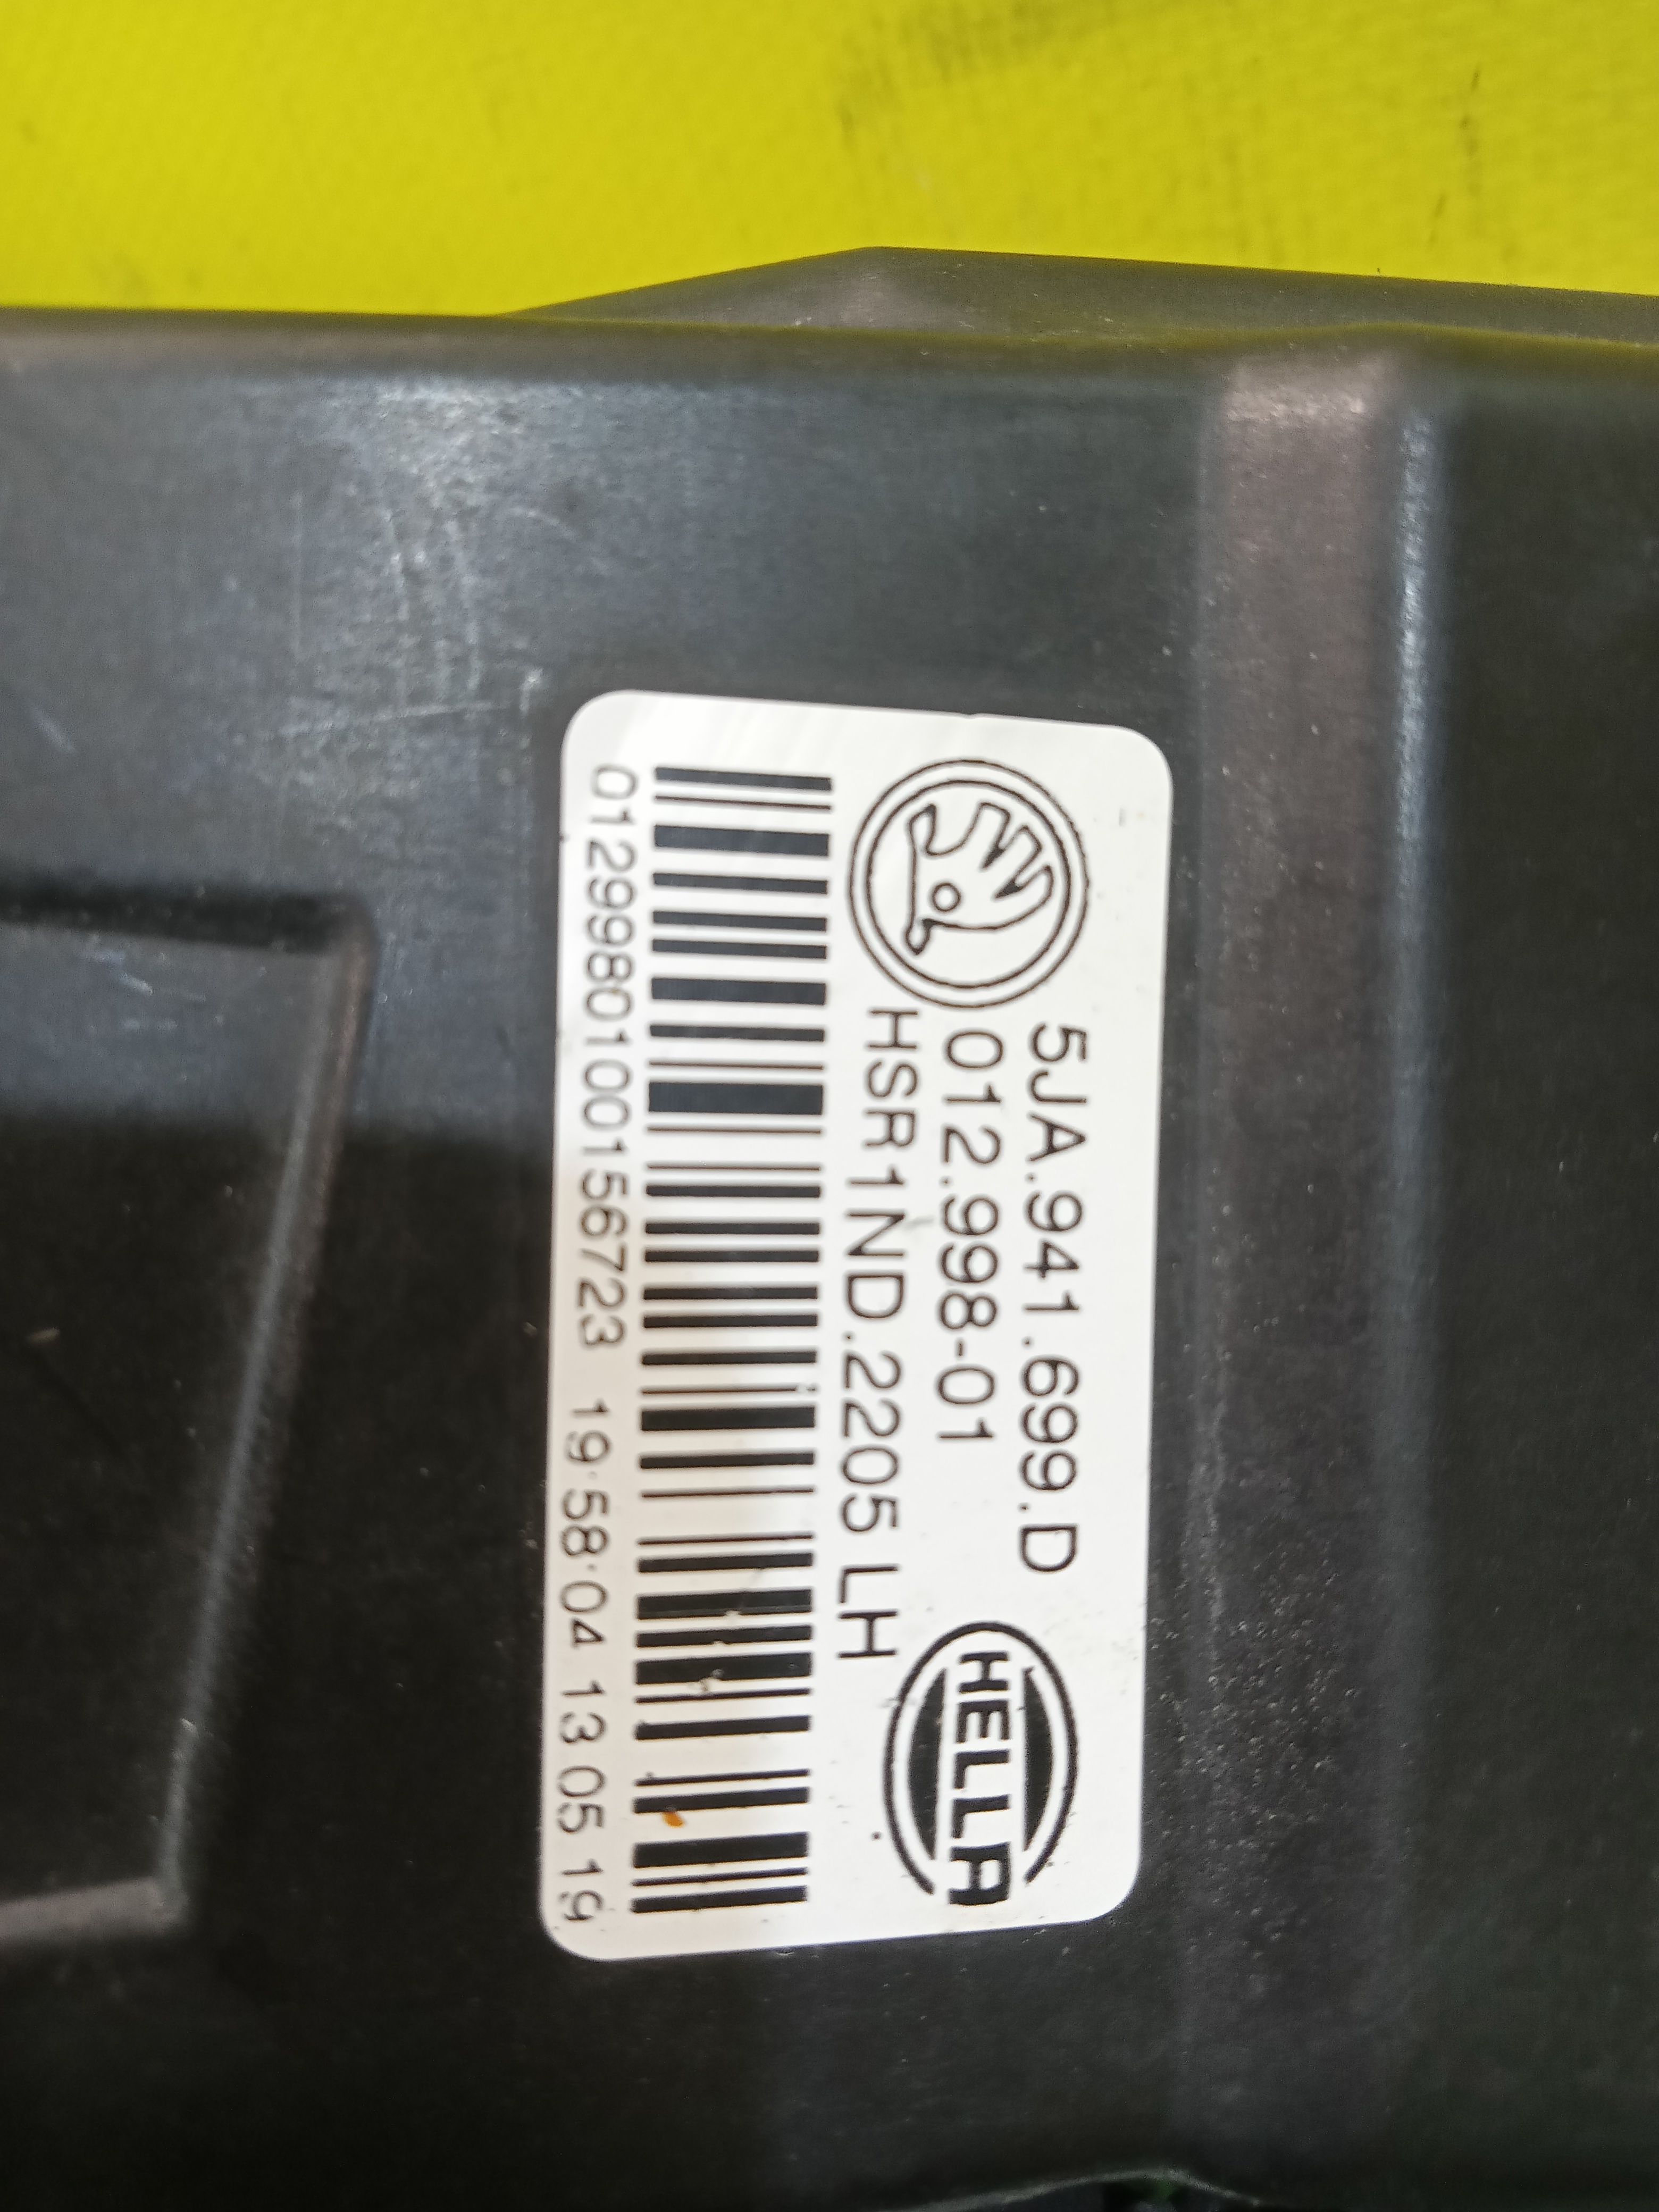 5JA.941.699.D
012.998-01
HSR1ND.2205 LH
HELLA
0129980100156723 19:58:04 13 05 19